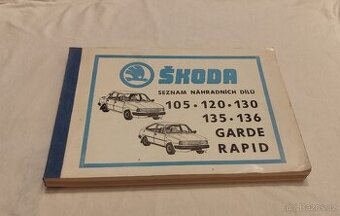 ŠKODA
SEZNAM NÁHRADNÍCH DÍLŮ
105 • 120 • 130
135 • 136
GARDE
RAPID